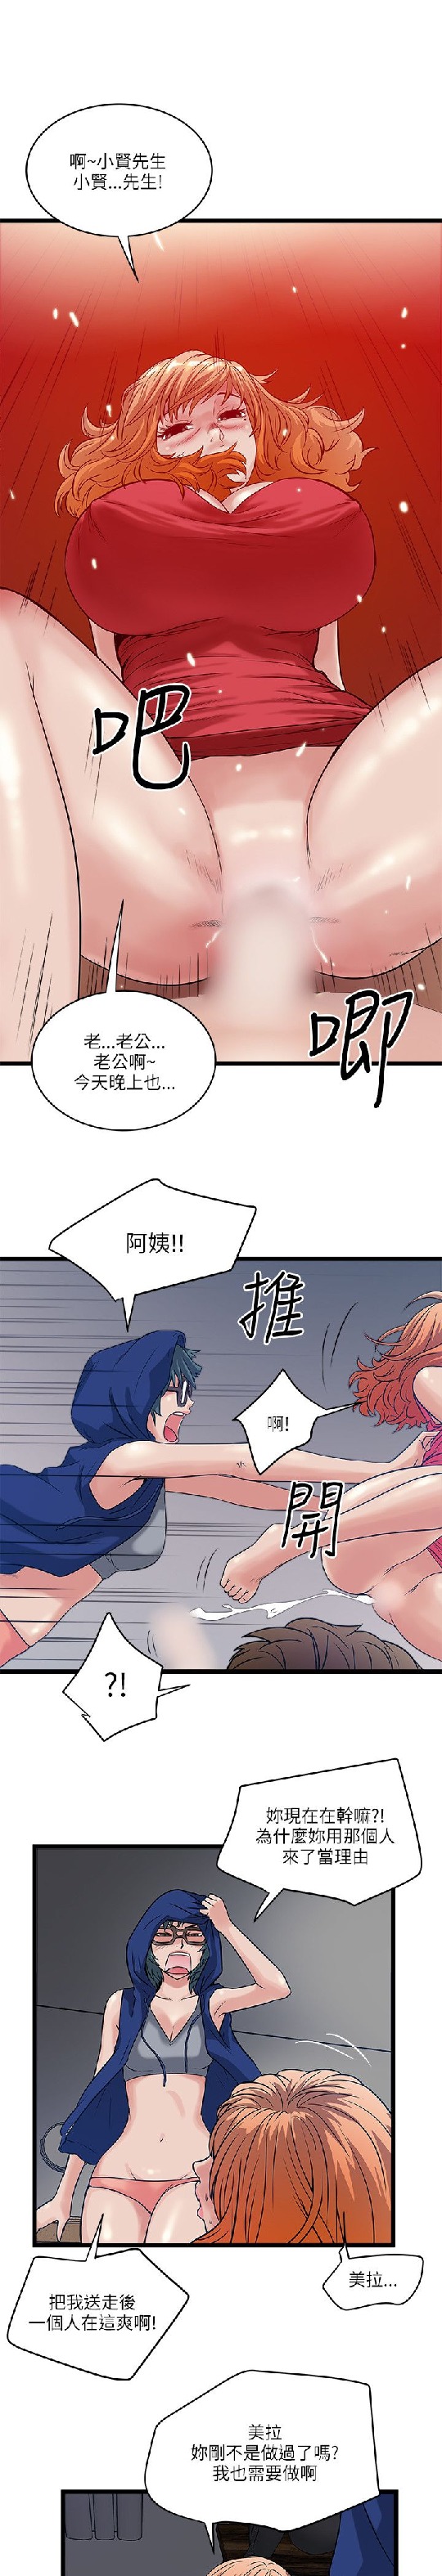 啊~小賢先生
小賢...先生!
吧
唧
老...老公...
老公啊~
今天晚上也...
阿姨!!
推
啊!
開
?!
妳現在在幹嘛?!
為什麼妳用那個人
來了當理由
美拉...
把我送走後
一個人在這爽啊!
美拉
妳剛不是做過了嗎?
我也需要做啊